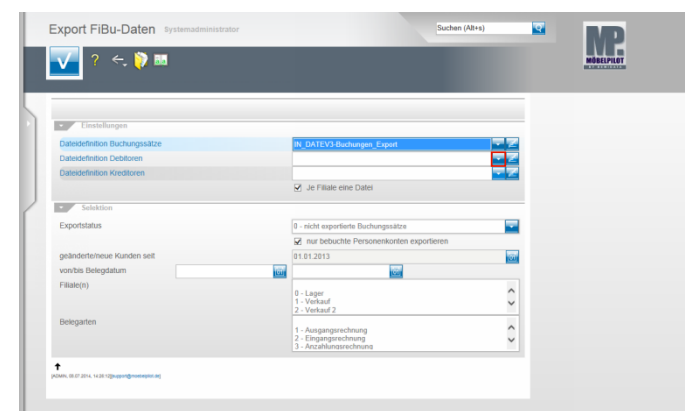 Export FiBu-Daten Systemadministrator
Suchen (Alt+s)
MP.
MÖBELPILOT
?
Einstellungen
Dateidefinition Buchungssätze IN_DATEV3-Buchungen_Export
Dateidefinition Debitoren
Dateidefinition Kreditoren
Je Filiale eine Datei
Selektion
Exportstatus 0 - nicht exportierte Buchungssätze
nur bebuchte Personenkonten exportieren
geänderte/neue Kunden seit 01.01.2013
von/bis Belegdatum
Filiale(n)
0 - Lager
1 - Verkauf
2 - Verkauf 2
Belegarten
1 - Ausgangsrechnung
2 - Eingangsrechnung
3 - Anzahlungsrechnung